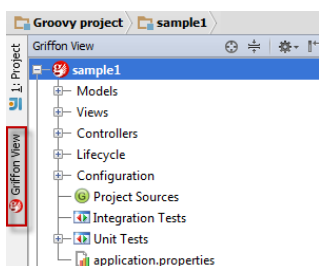 Groovy project sample1
1: Project
Griffon View
Griffon View
sample1
Models
Views
Controllers
Lifecycle
Configuration
G Project Sources
Integration Tests
Unit Tests
application.properties